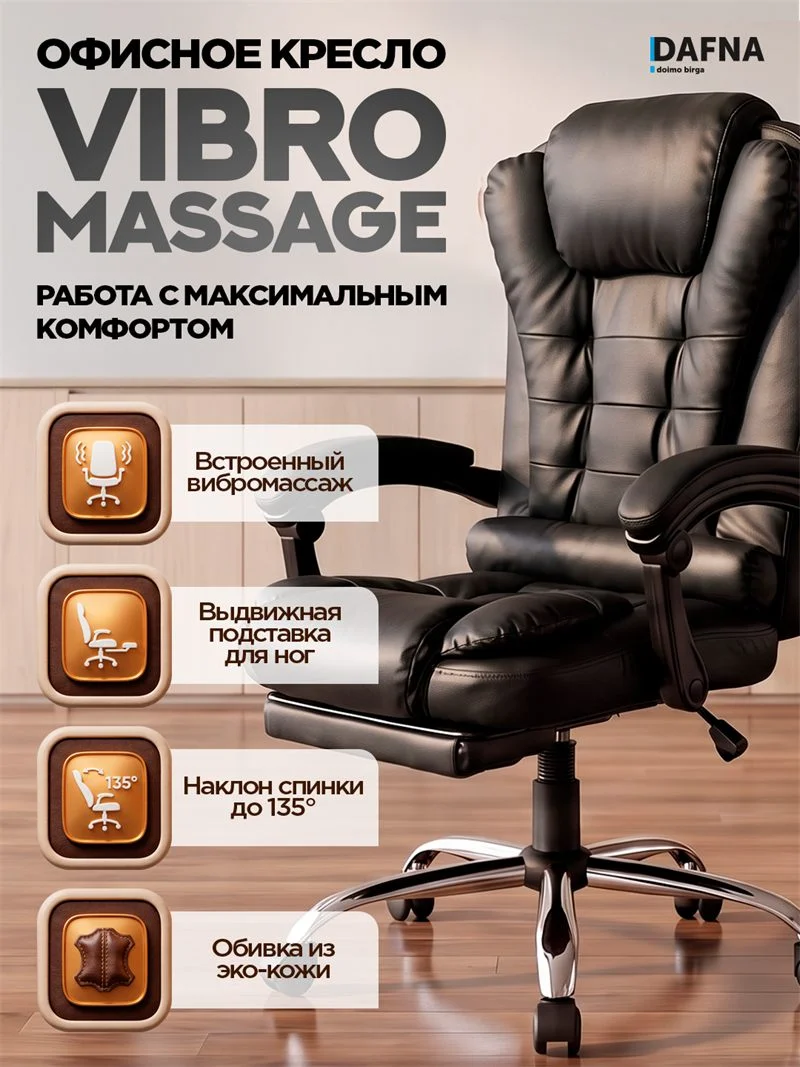 ОФИСНОЕ КРЕСЛО
DAFNA
doimo birga
VIBRO
MASSAGE
РАБОТА С МАКСИМАЛЬНЫМ
КОМФОРТОМ
Встроенный
вибромассаж
Выдвижная
подставка
для ног
135°
Наклон спинки
до 135°
Обивка из
эко-кожи